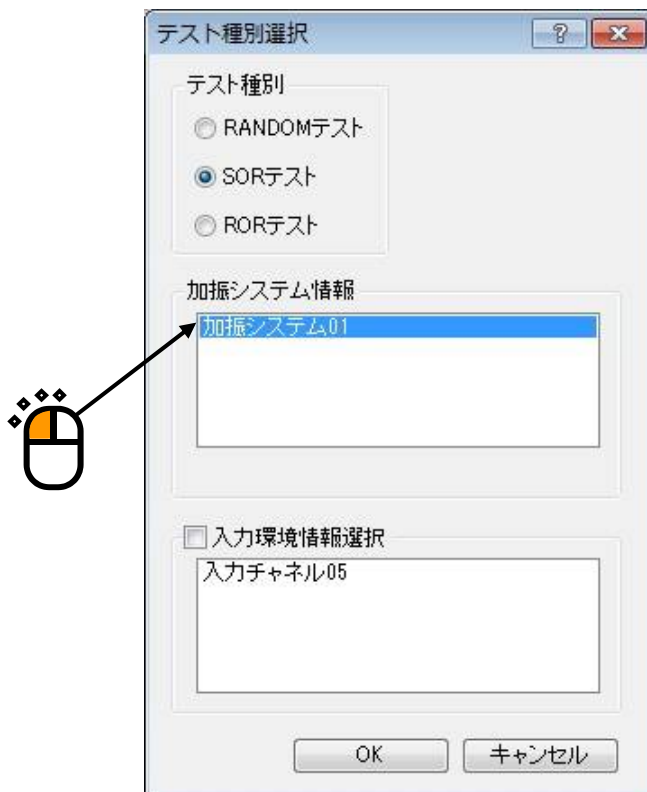 テスト種別選択
テスト種別
RANDOMテスト
SORテスト
RORテスト
加振システム情報
加振システム01
入力環境情報選択
入力チャネル05
OK キャンセル